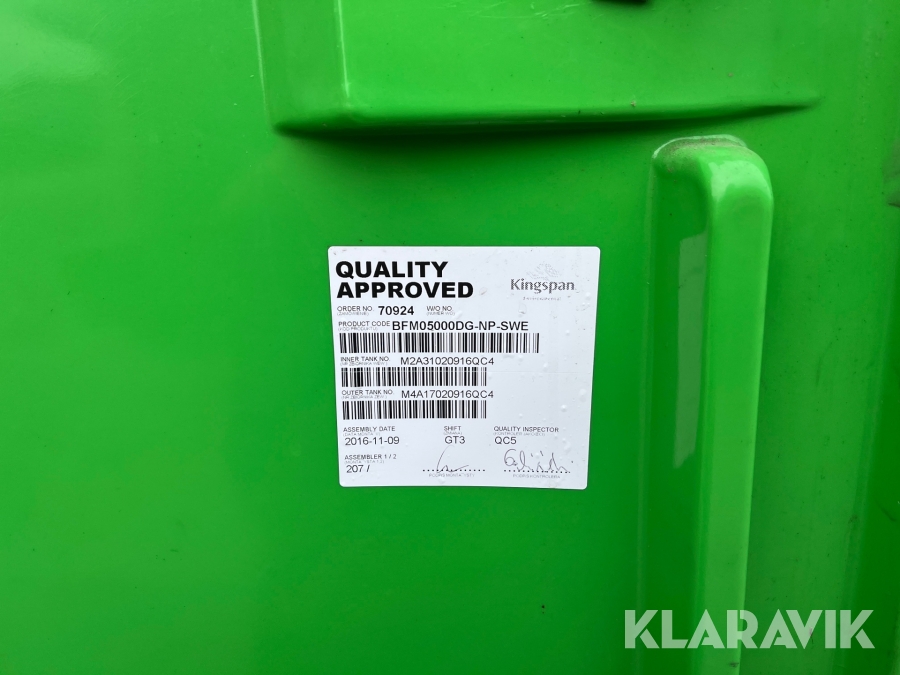 QUALITY
APPROVED
Kingspan
Environmental
ORDER NO. 70924 W/O NO.
PRODUCT CODE BFM05000DG-NP-SWE
INNER TANK NO. M2A31020916QC4
OUTER TANK NO. M4A17020916QC4
ASSEMBLY DATE SHIFT QUALITY INSPECTOR
2016-11-09 GT3 QC5
ASSEMBLER 1 / 2
207 /
KLARAVIK